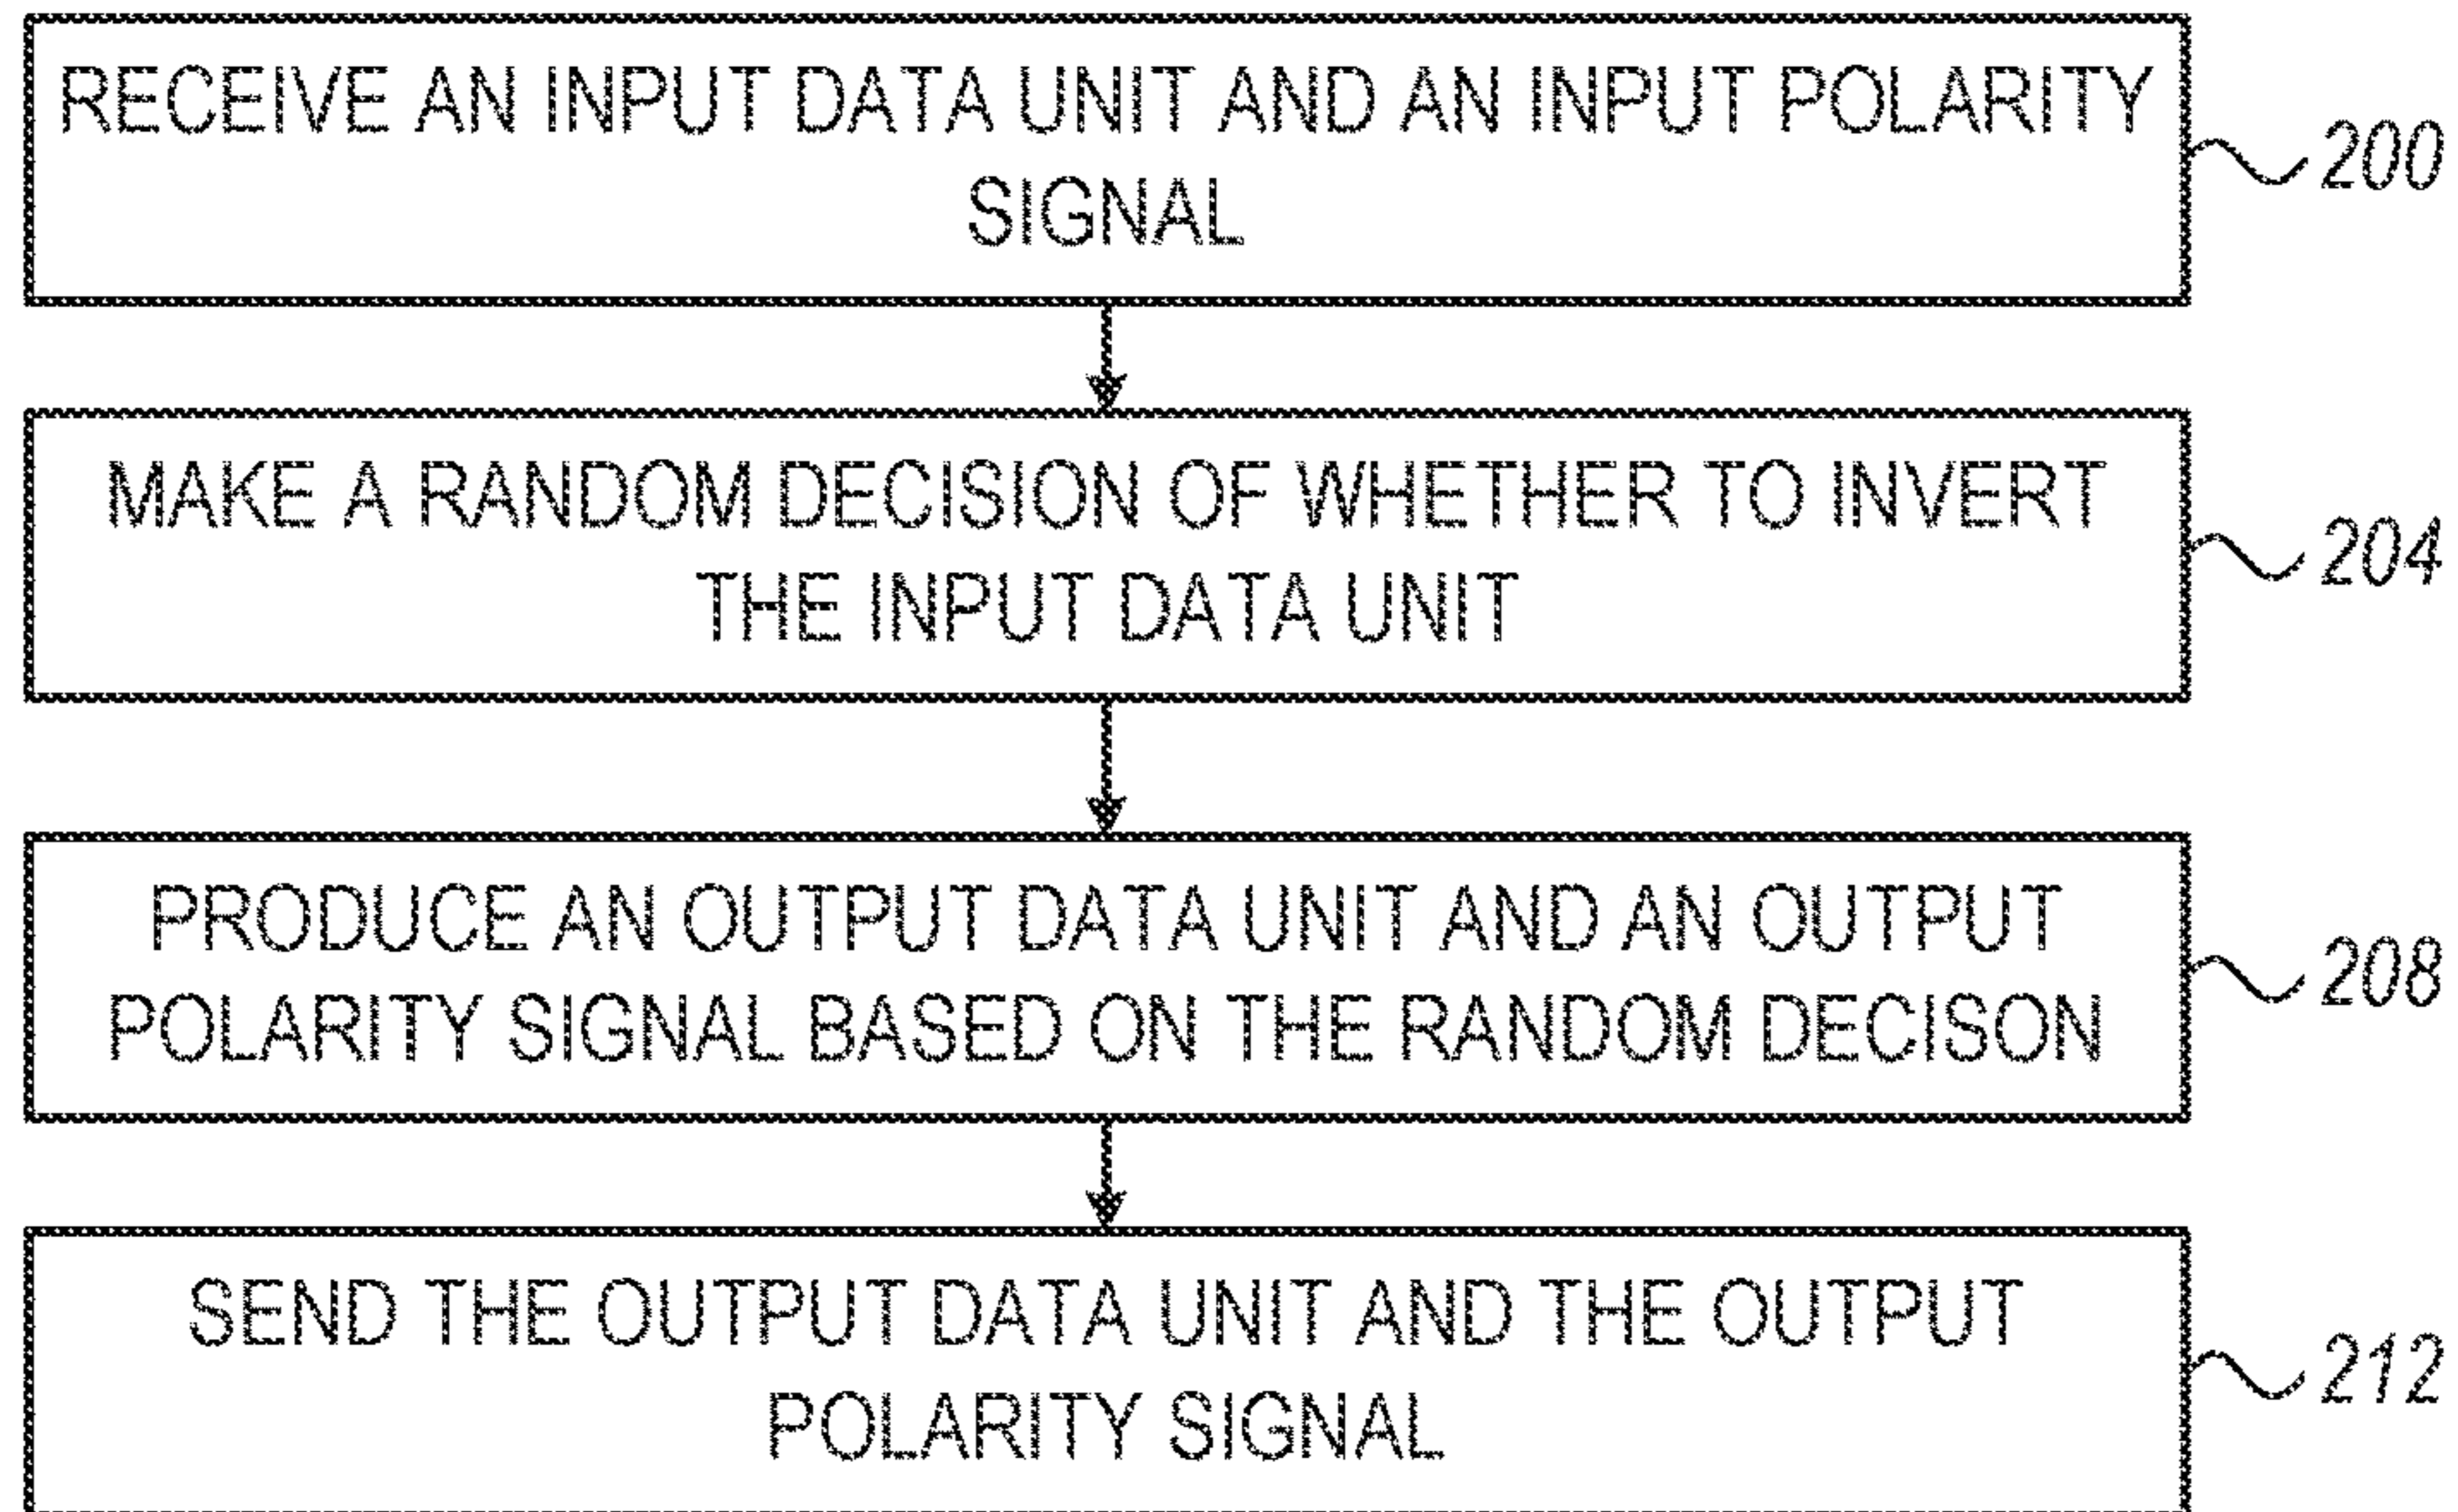 RECEIVE AN INPUT DATA UNIT AND AN INPUT POLARITY
SIGNAL
200
MAKE A RANDOM DECISION OF WHETHER TO INVERT
THE INPUT DATA UNIT
204
PRODUCE AN OUTPUT DATA UNIT AND AN OUTPUT
POLARITY SIGNAL BASED ON THE RANDOM DECISON
208
SEND THE OUTPUT DATA UNIT AND THE OUTPUT
POLARITY SIGNAL
212